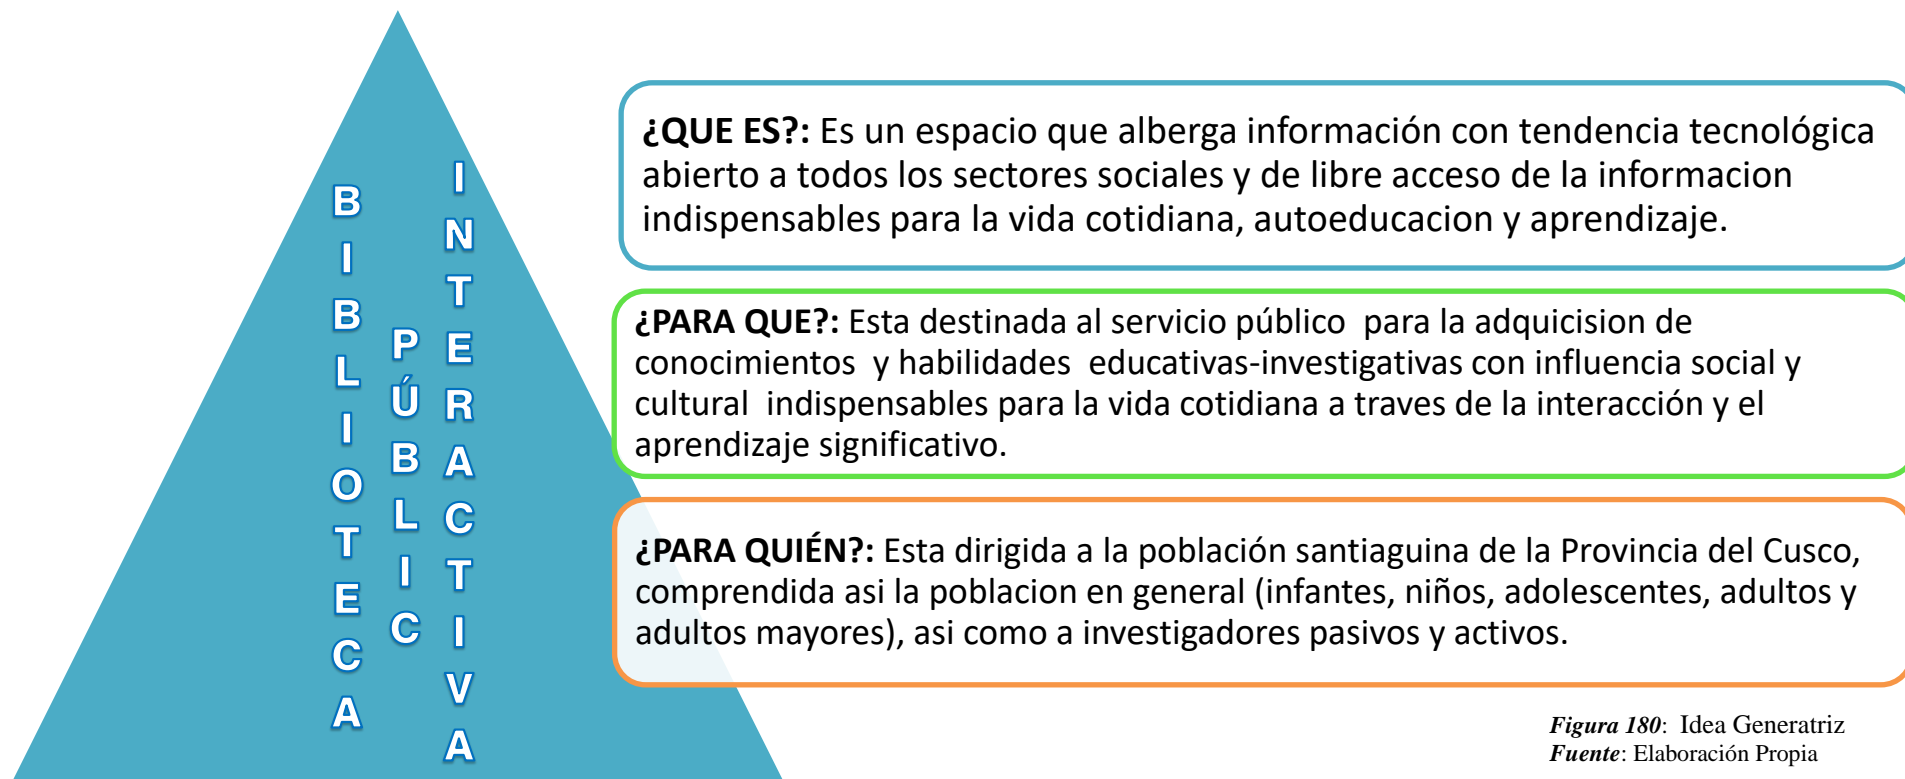 BIBLIOTECA
PÚBLIC
INTERACTIVA
¿QUE ES?: Es un espacio que alberga información con tendencia tecnológica
abierto a todos los sectores sociales y de libre acceso de la informacion
indispensables para la vida cotidiana, autoeducacion y aprendizaje.
¿PARA QUE?: Esta destinada al servicio público para la adquicision de
conocimientos y habilidades educativas-investigativas con influencia social y
cultural indispensables para la vida cotidiana a traves de la interacción y el
aprendizaje significativo.
¿PARA QUIÉN?: Esta dirigida a la población santiaguina de la Provincia del Cusco,
comprendida asi la poblacion en general (infantes, niños, adolescentes, adultos y
adultos mayores), asi como a investigadores pasivos y activos.
Figura 180: Idea Generatriz
Fuente: Elaboración Propia